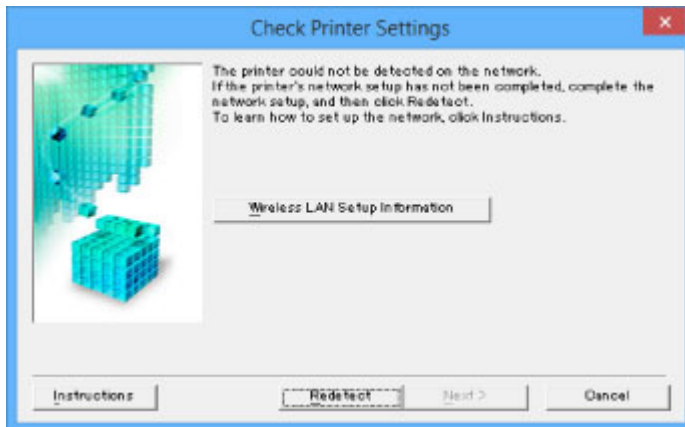 Check Printer Settings
The printer could not be detected on the network.
If the printer's network setup has not been completed, complete the
network setup, and then click Redetect.
To learn how to set up the network, click Instructions.
Wireless LAN Setup Information
Instructions
Redetect
Next >
Cancel